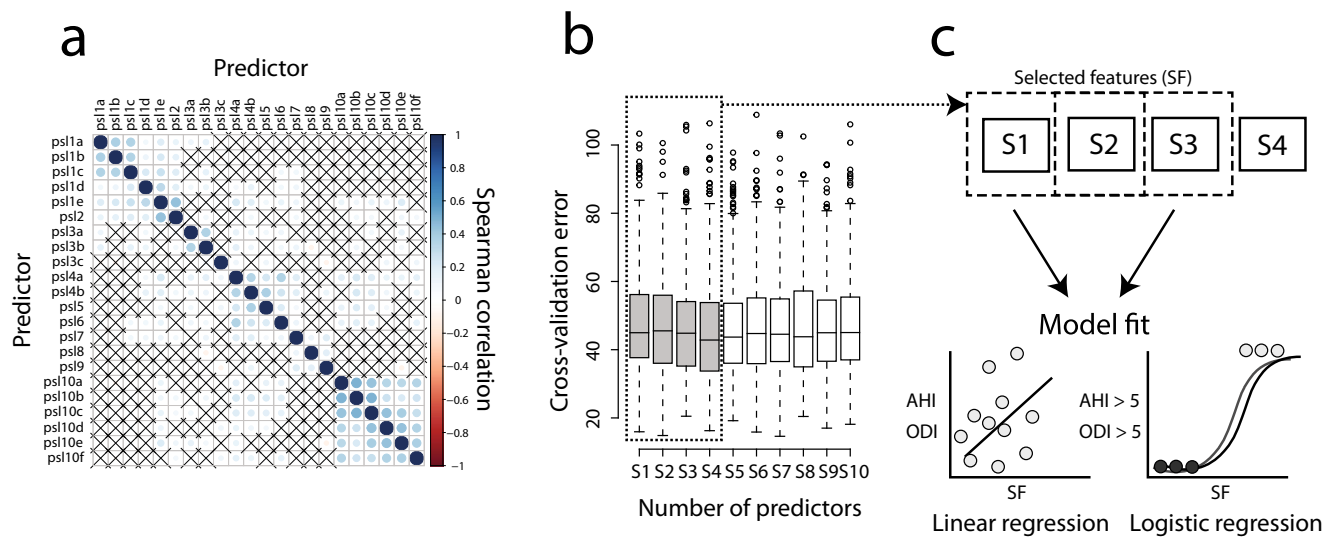 a
Predictor
psl1a psl1b psl1c psl1d psl1e psl2 psl3a psl3b psl3c psl4a psl4b psl5 psl6 psl7 psl8 psl9 psl10a psl10b psl10c psl10d psl10e psl10f
Predictor
psl1a
psl1b
psl1c
psl1d
psl1e
psl2
psl3a
psl3b
psl3c
psl4a
psl4b
psl5
psl6
psl7
psl8
psl9
psl10a
psl10b
psl10c
psl10d
psl10e
psl10f
1
0.8
0.6
0.4
0.2
0
−0.2
−0.4
−0.6
−0.8
−1
Spearman correlation
b
Cross-validation error
100
80
60
40
20
S1 S2 S3 S4 S5 S6 S7 S8 S9 S10
Number of predictors
c
Selected features (SF)
S1 S2 S3 S4
Model fit
AHI
ODI
SF
Linear regression
AHI > 5
ODI > 5
SF
Logistic regression